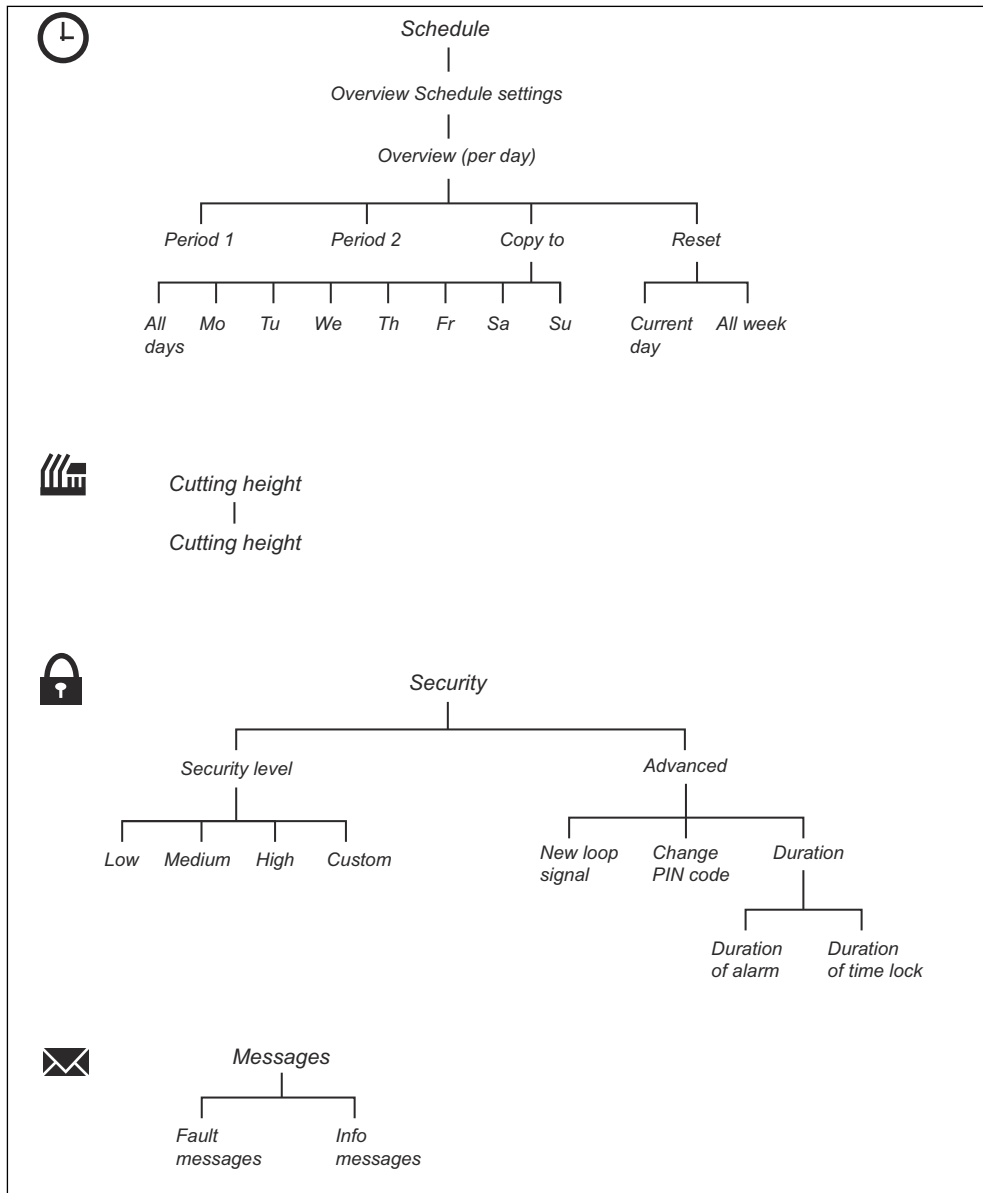 Schedule
Overview Schedule settings
Overview (per day)
Period 1
Period 2
Copy to
Reset
All
days
Mo
Tu
We
Th
Fr
Sa
Su
Current
day
All week
Cutting height
Cutting height
Security
Security level
Advanced
Low
Medium
High
Custom
New loop
signal
Change
PIN code
Duration
Duration
of alarm
Duration
of time lock
Messages
Fault
messages
Info
messages